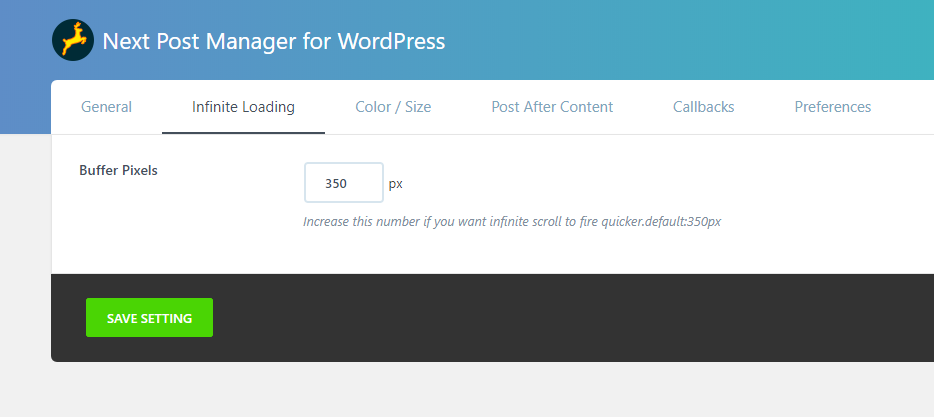 Next Post Manager for WordPress
General Infinite Loading Color / Size Post After Content Callbacks Preferences
Buffer Pixels 350 px
Increase this number if you want infinite scroll to fire quicker.default:350px
SAVE SETTING